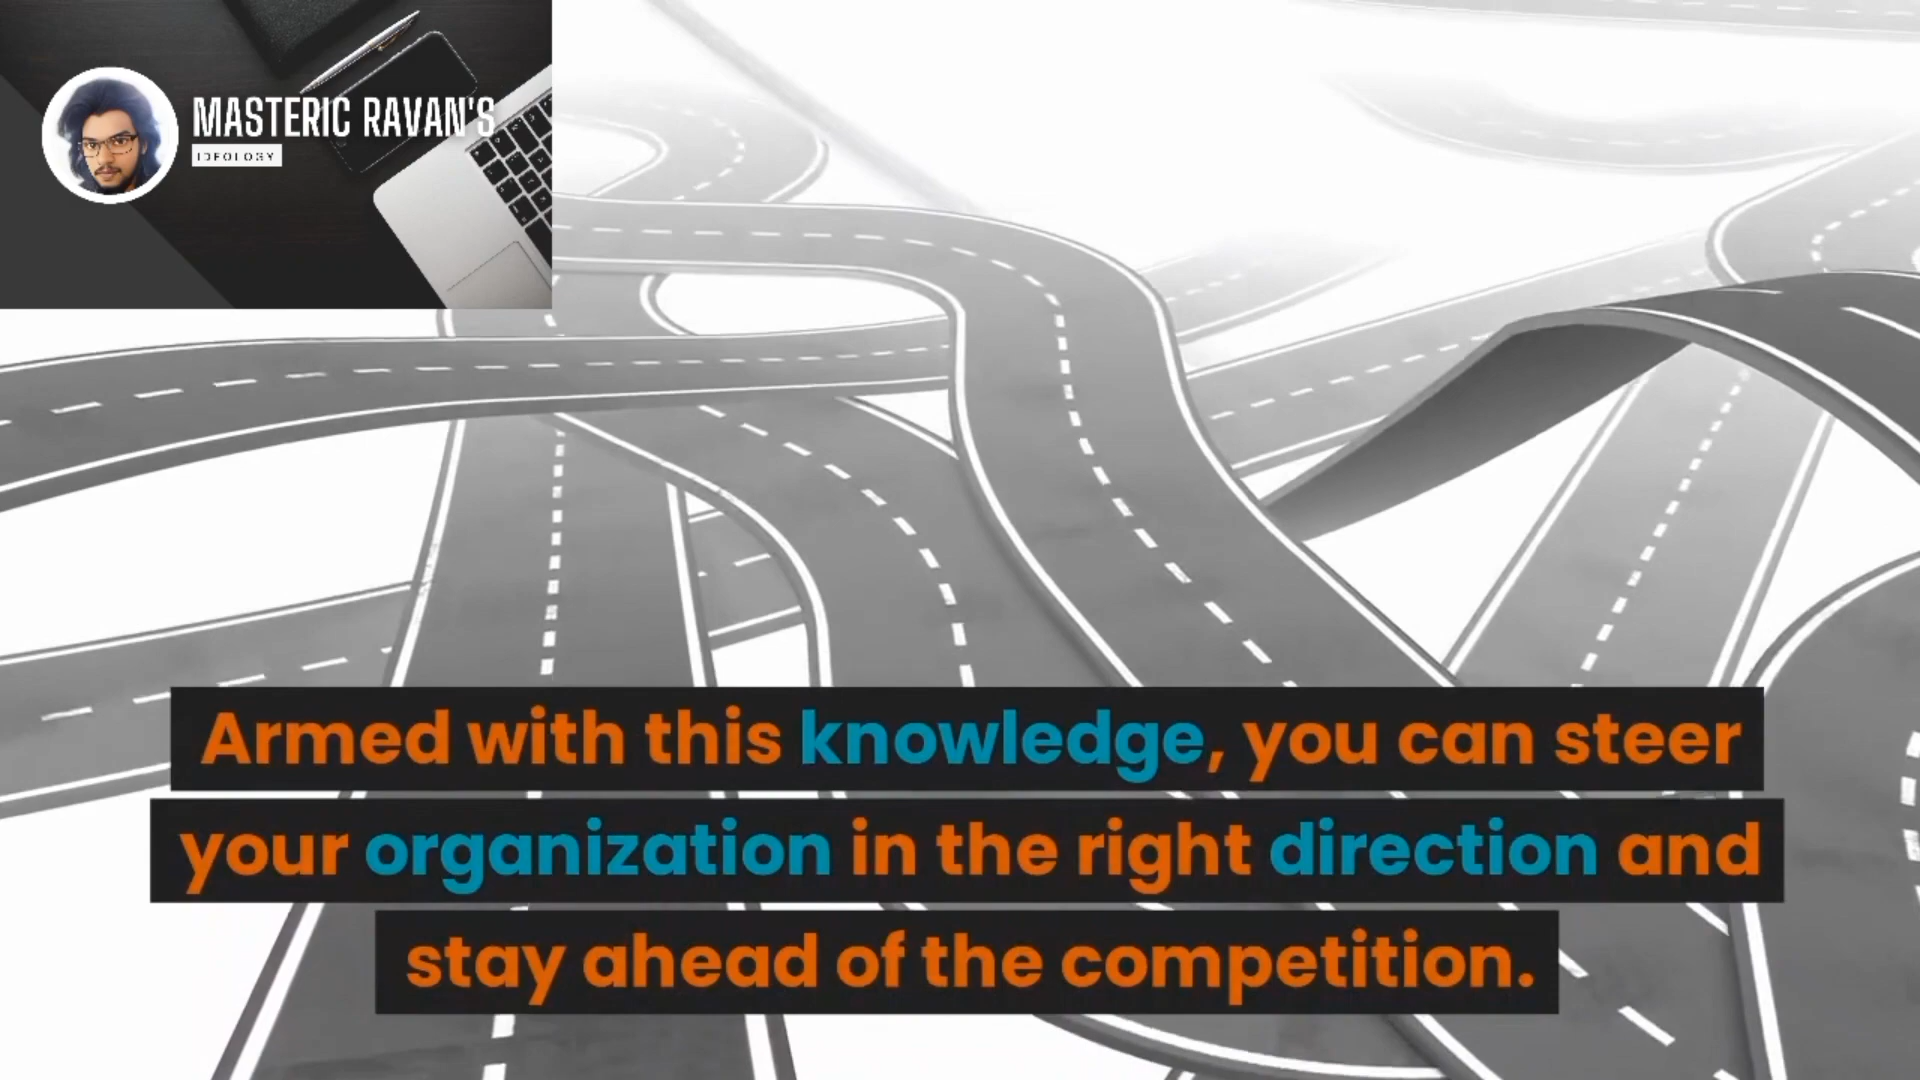 MASTERIC RAVAN'S
IDEOLOGY
Armed with this knowledge, you can steer
your organization in the right direction and
stay ahead of the competition.